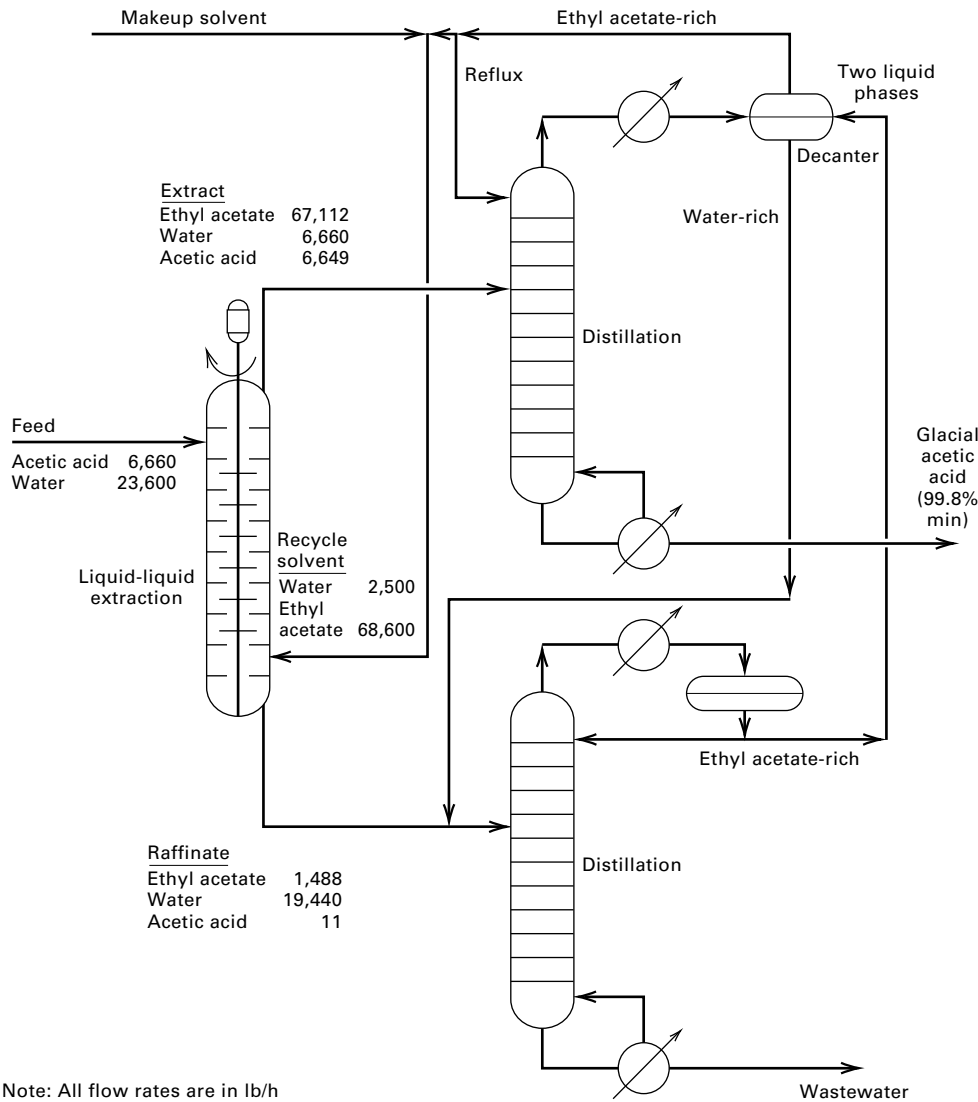 Makeup solvent
Ethyl acetate-rich
Reflux
Two liquid
phases
Decanter
Extract
Ethyl acetate 67,112
Water 6,660
Acetic acid 6,649
Water-rich
Distillation
Feed
Acetic acid 6,660
Water 23,600
Glacial
acetic
acid
(99.8%
min)
Recycle
solvent
Water 2,500
Ethyl
acetate 68,600
Liquid-liquid
extraction
Ethyl acetate-rich
Raffinate
Ethyl acetate 1,488
Water 19,440
Acetic acid 11
Distillation
Note: All flow rates are in lb/h
Wastewater